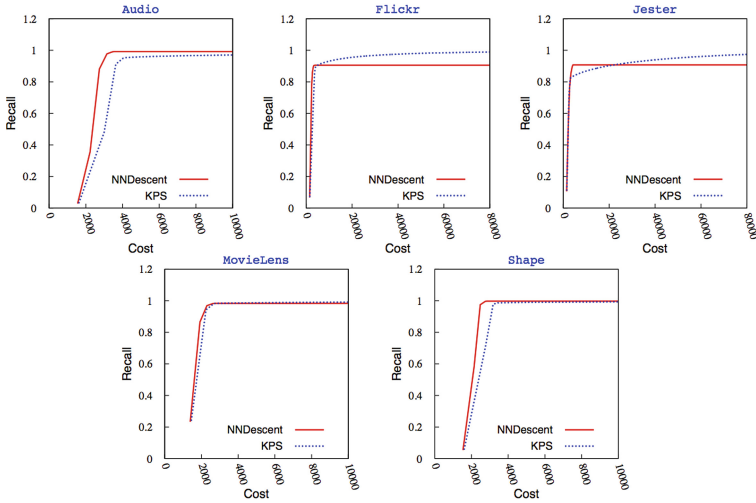 Audio
1.2
1
0.8
0.6
0.4
0.2
0
Recall
NNDescent
KPS
0
2000
4000
6000
8000
10000
Cost
Flickr
1.2
1
0.8
0.6
0.4
0.2
0
Recall
NNDescent
KPS
0
20000
40000
60000
80000
Cost
Jester
1.2
1
0.8
0.6
0.4
0.2
0
Recall
NNDescent
KPS
0
20000
40000
60000
80000
Cost
MovieLens
1.2
1
0.8
0.6
0.4
0.2
0
Recall
NNDescent
KPS
0
2000
4000
6000
8000
10000
Cost
Shape
1.2
1
0.8
0.6
0.4
0.2
0
Recall
NNDescent
KPS
0
2000
4000
6000
8000
10000
Cost